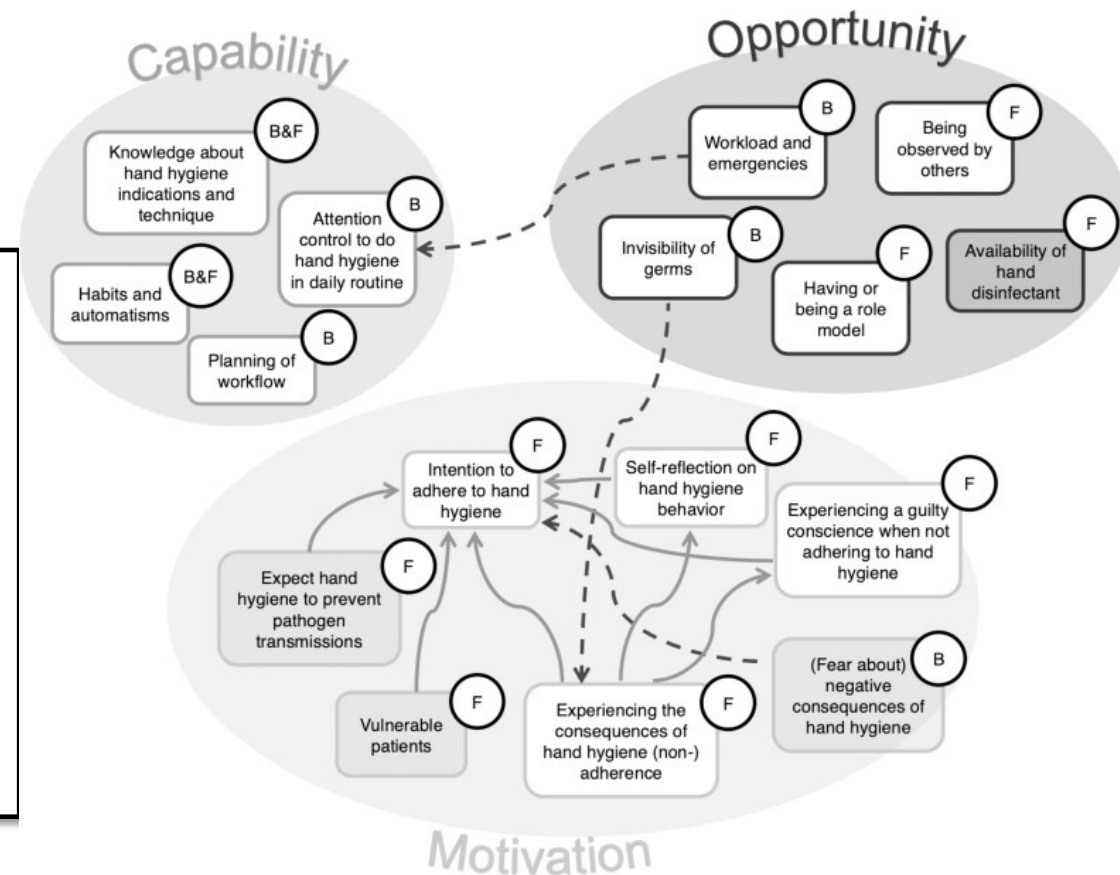 Capability
B&F
Knowledge about
hand hygiene
indications and
technique
B
Attention
control to do
hand hygiene
in daily routine
B&F
Habits and
automatisms
B
Planning of
workflow
Opportunity
B
Workload and
emergencies
F
Being
observed by
others
B
Invisibility of
germs
F
Having or
being a role
model
F
Availability of
hand
disinfectant
F
Intention to
adhere to hand
hygiene
F
Self-reflection on
hand hygiene
behavior
F
Experiencing a guilty
conscience when not
adhering to hand
hygiene
F
Expect hand
hygiene to prevent
pathogen
transmissions
F
Vulnerable
patients
F
Experiencing the
consequences of
hand hygiene (non-)
adherence
B
(Fear about)
negative
consequences of
hand hygiene
Motivation